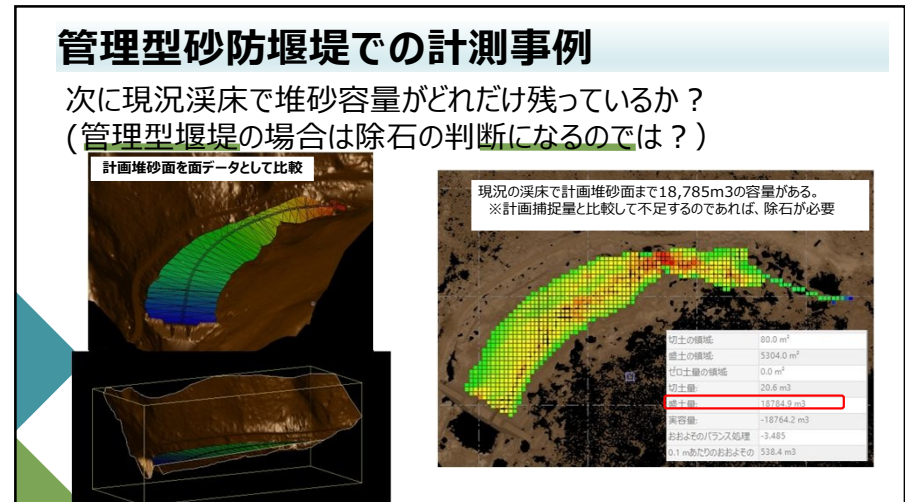 管理型砂防堰堤での計測事例
次に現況渓床で堆砂容量がどれだけ残っているか？
(管理型堰堤の場合は除石の判断になるのでは？）
計画堆砂面を面データとして比較
現況の渓床で計画堆砂面まで18,785m3の容量がある。
※計画捕捉量と比較して不足するのであれば、除石が必要
切土の領域: 80.0 m²
盛土の領域: 5304.0 m²
ゼロ土量の領域: 0.0 m²
切土量: 20.6 m3
盛土量: 18784.9 m3
実容量: -18764.2 m3
おおよそのバランス処理 -3.485
0.1 mあたりのおおよその 538.4 m3